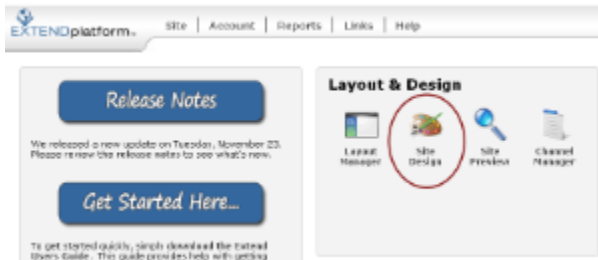 EXTENDplatform™
Site | Account | Reports | Links | Help
Release Notes
We released a new update on Tuesday, November 23.
Please review the release notes to see what's new.
Get Started Here...
To get started quickly, simply download the Extend
Users Guide. This guide provides help with getting
Layout & Design
Layout
Manager
Site
Design
Site
Preview
Channel
Manager